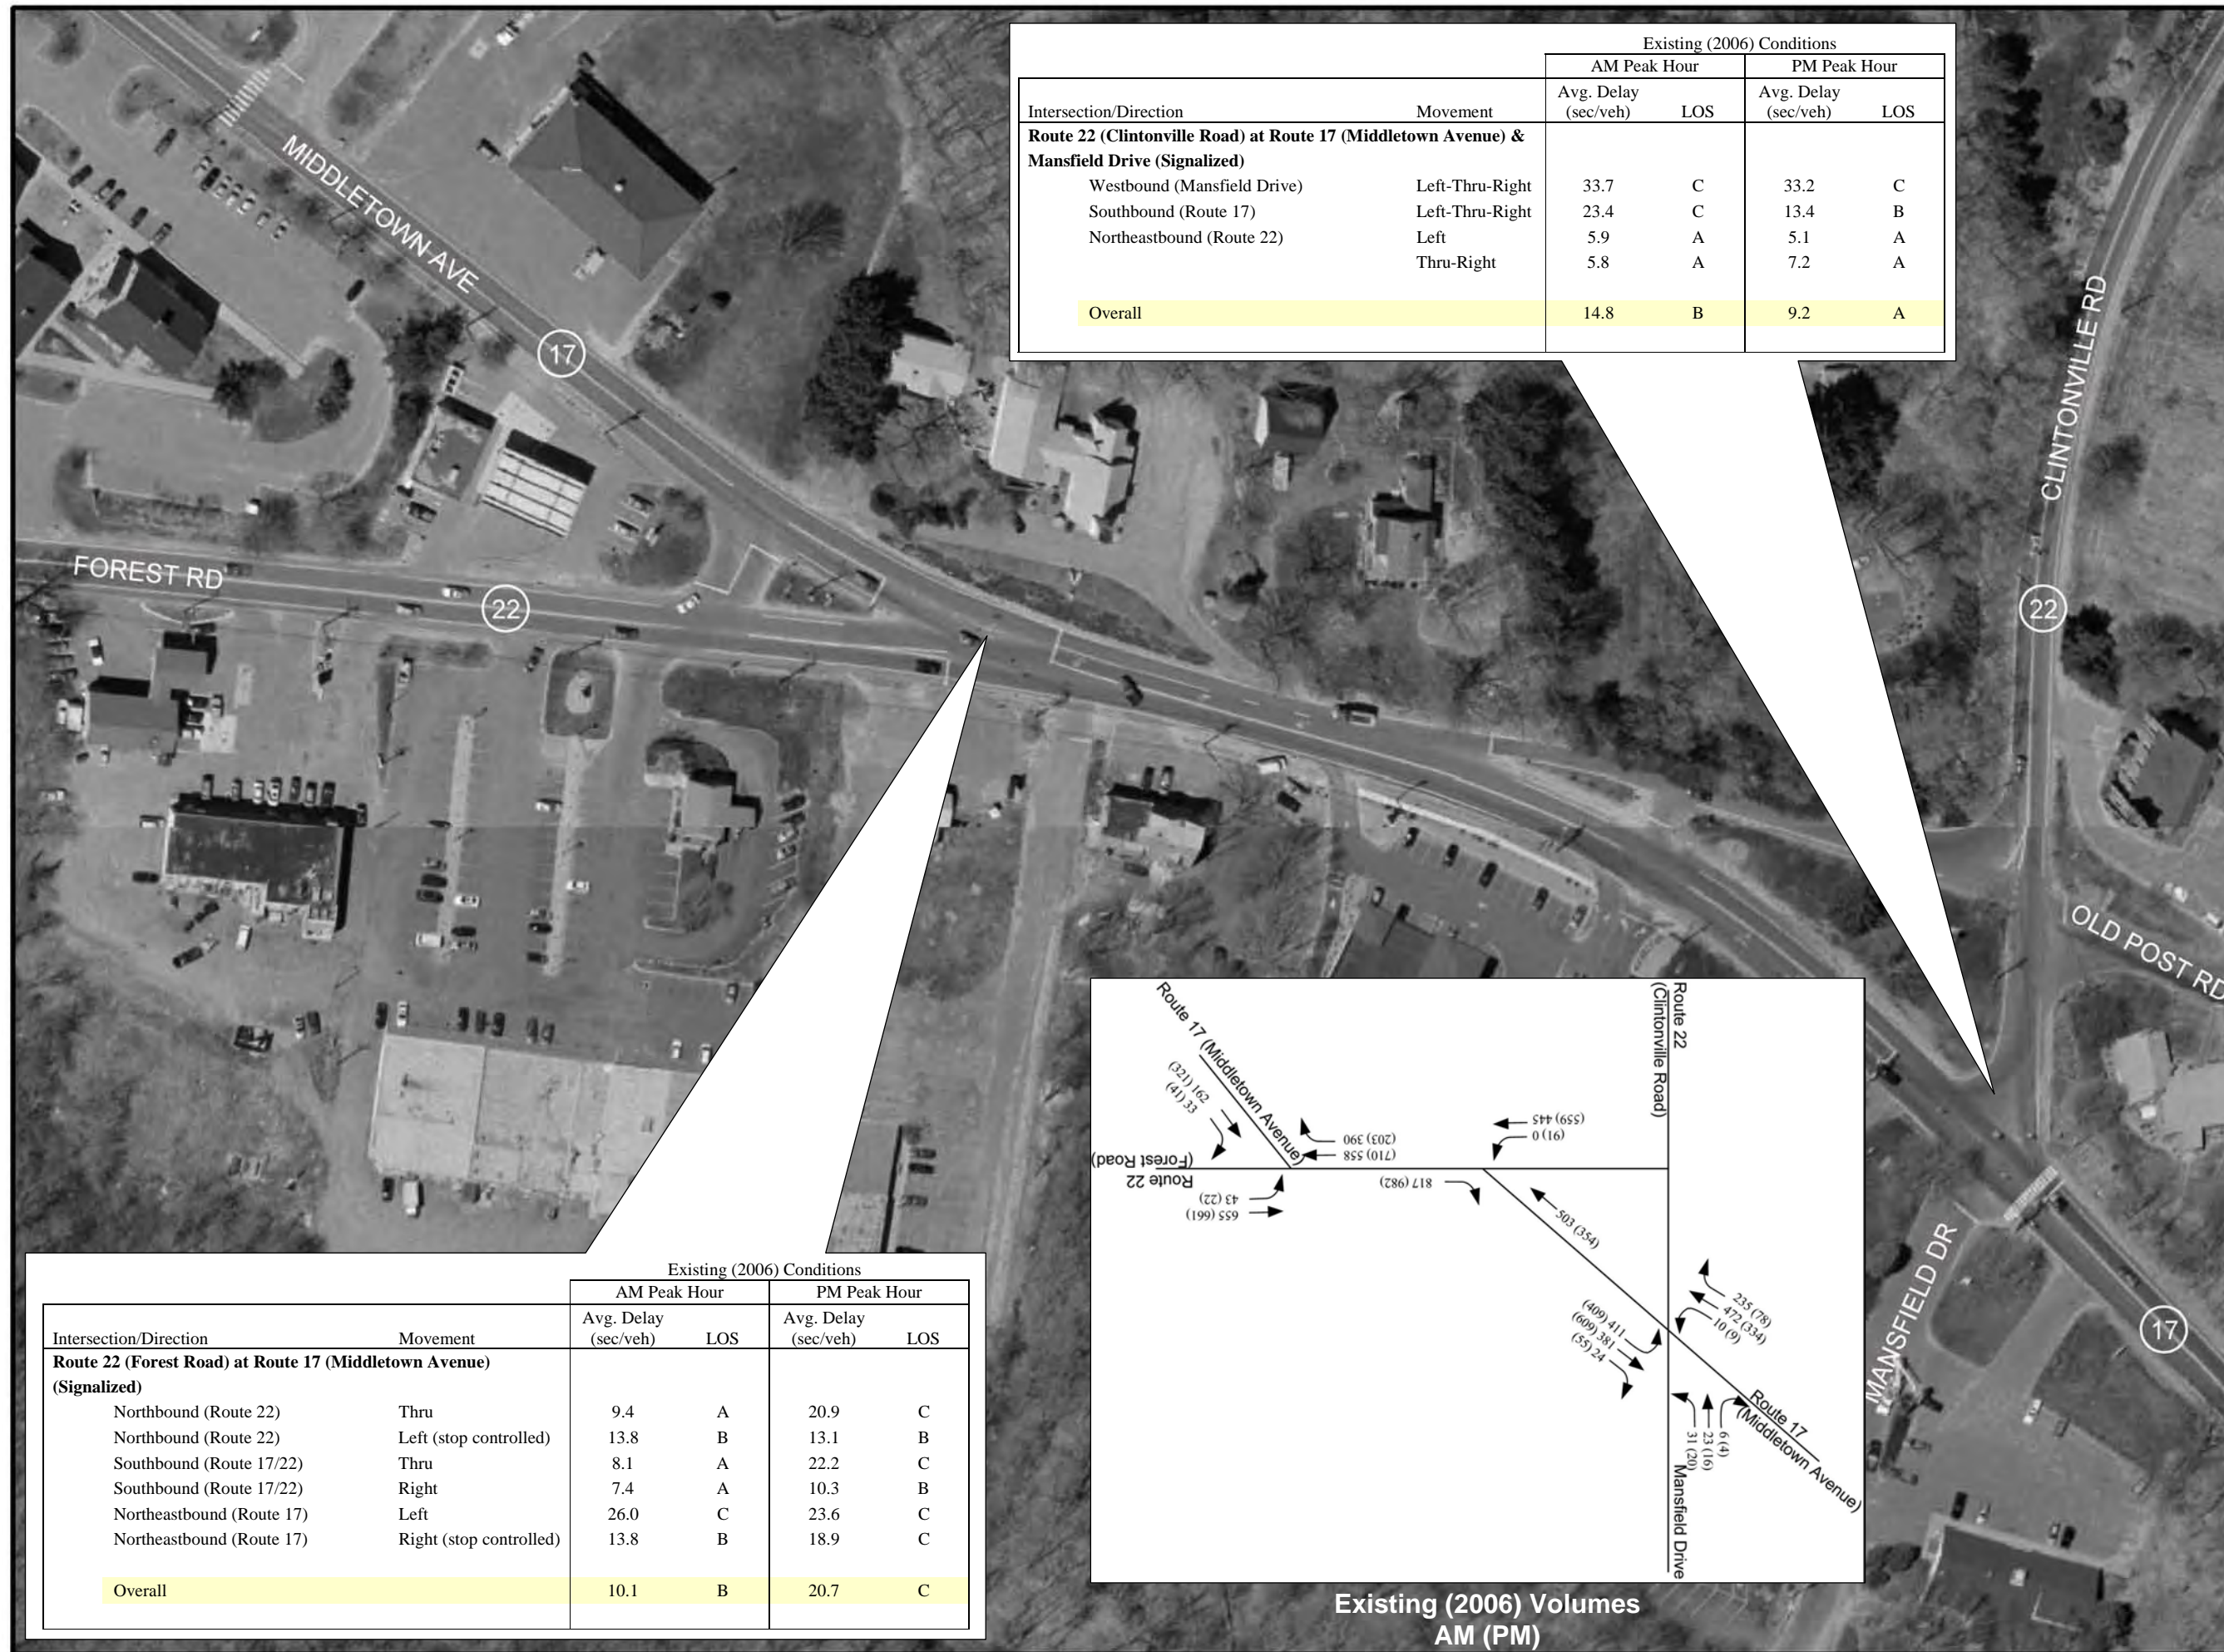 Existing (2006) Conditions
AM Peak Hour PM Peak Hour
Intersection/Direction Movement Avg. Delay (sec/veh) LOS Avg. Delay (sec/veh) LOS
Route 22 (Clintonville Road) at Route 17 (Middletown Avenue) &
Mansfield Drive (Signalized)
Westbound (Mansfield Drive) Left-Thru-Right 33.7 C 33.2 C
Southbound (Route 17) Left-Thru-Right 23.4 C 13.4 B
Northeastbound (Route 22) Left 5.9 A 5.1 A
Thru-Right 5.8 A 7.2 A
Overall 14.8 B 9.2 A
MIDDLETOWN AVE
17
FOREST RD
22
CLINTONVILLE RD
22
OLD POST RD
MANSFIELD DR
17
Route 17 (Middletown Avenue)
(321) 162
(41) 33
Route 22
(Forest Road)
390 (203)
558 (710)
43 (22)
655 (661)
Route 22
(Clintonville Road)
445 (559)
0 (16)
817 (982)
503 (354)
235 (78)
472 (334)
10 (9)
(409) 411
(609) 381
(55) 24
6 (4)
23 (16)
31 (20)
Route 17
(Middletown Avenue)
Mansfield Drive
Existing (2006) Volumes
AM (PM)
Existing (2006) Conditions
AM Peak Hour PM Peak Hour
Intersection/Direction Movement Avg. Delay (sec/veh) LOS Avg. Delay (sec/veh) LOS
Route 22 (Forest Road) at Route 17 (Middletown Avenue)
(Signalized)
Northbound (Route 22) Thru 9.4 A 20.9 C
Northbound (Route 22) Left (stop controlled) 13.8 B 13.1 B
Southbound (Route 17/22) Thru 8.1 A 22.2 C
Southbound (Route 17/22) Right 7.4 A 10.3 B
Northeastbound (Route 17) Left 26.0 C 23.6 C
Northeastbound (Route 17) Right (stop controlled) 13.8 B 18.9 C
Overall 10.1 B 20.7 C